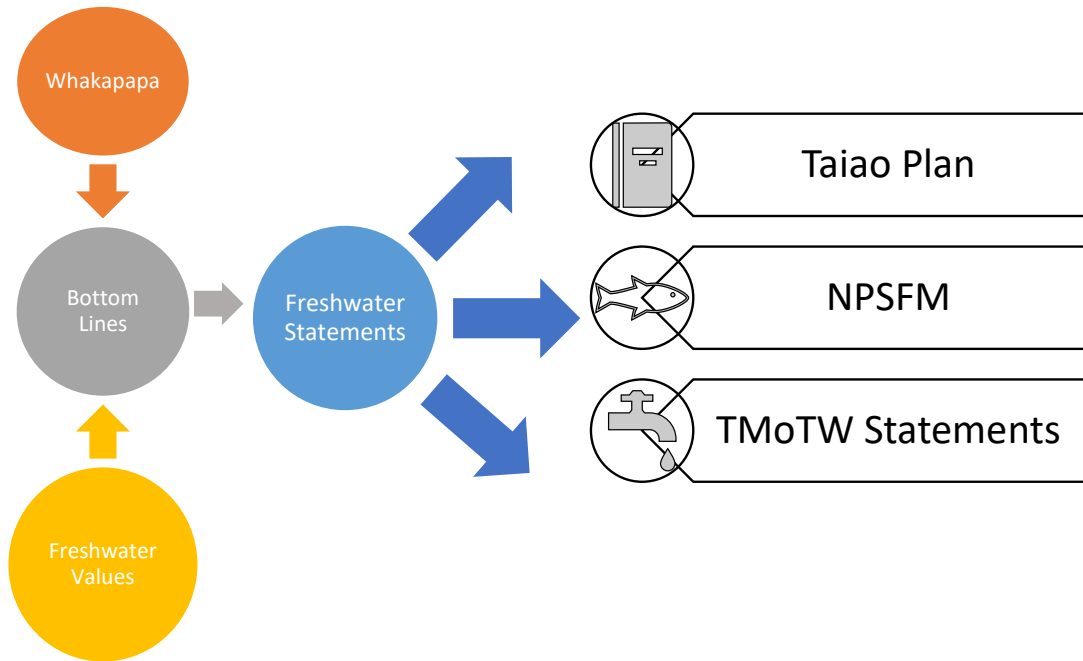 Whakapapa
Bottom
Lines
Freshwater
Values
Freshwater
Statements
Taiao Plan
NPSFM
TMoTW Statements